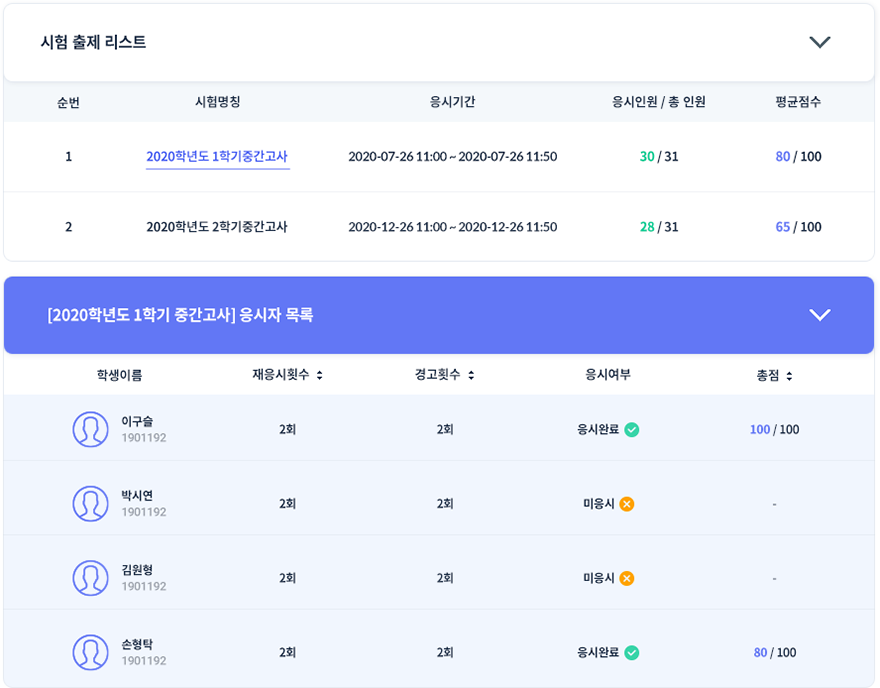 시험 출제 리스트
순번 시험명칭 응시기간 응시인원 / 총 인원 평균점수
1 2020학년도 1학기중간고사 2020-07-26 11:00 ~ 2020-07-26 11:50 30 / 31 80 / 100
2 2020학년도 2학기중간고사 2020-12-26 11:00 ~ 2020-12-26 11:50 28 / 31 65 / 100
[2020학년도 1학기 중간고사] 응시자 목록
학생이름 재응시횟수 경고횟수 응시여부 총점
이구슬
1901192
2회 2회 응시완료 100 / 100
박시연
1901192
2회 2회 미응시 -
김원형
1901192
2회 2회 미응시 -
손형탁
1901192
2회 2회 응시완료 80 / 100